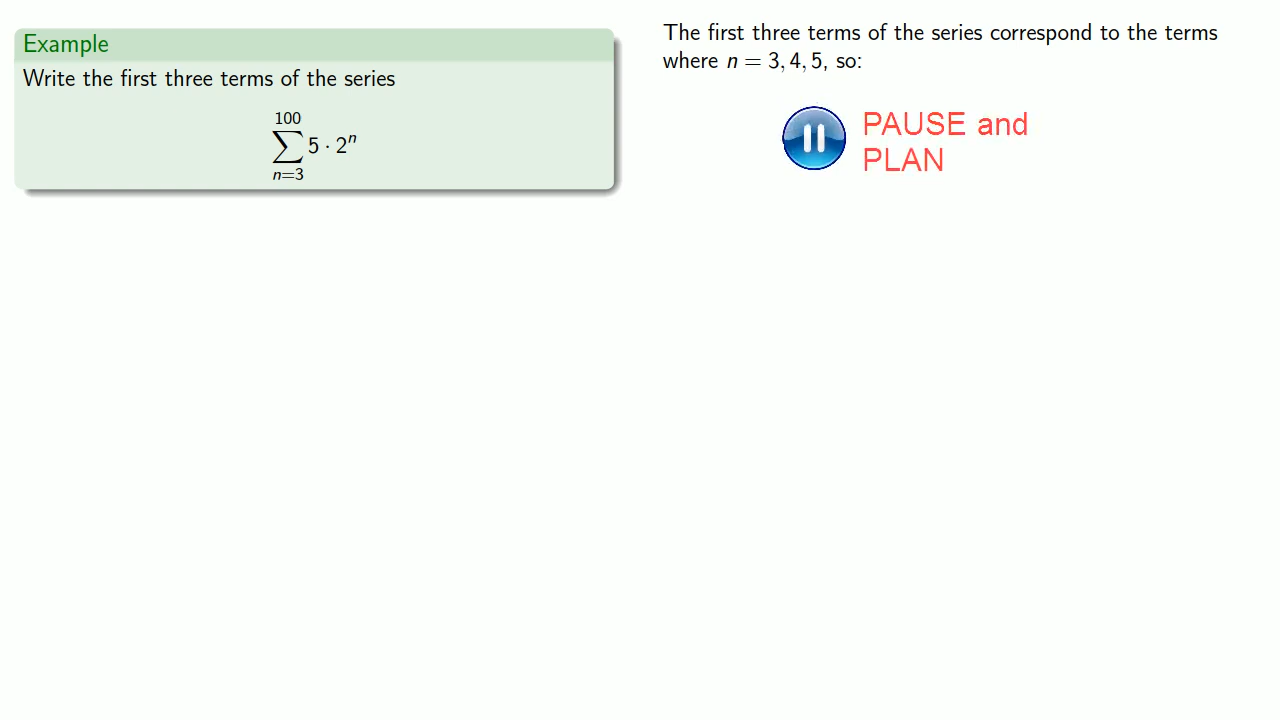 Example
Write the first three terms of the series
100
∑ 5 · 2ⁿ
n=3
The first three terms of the series correspond to the terms
where n = 3, 4, 5, so:
PAUSE and
PLAN